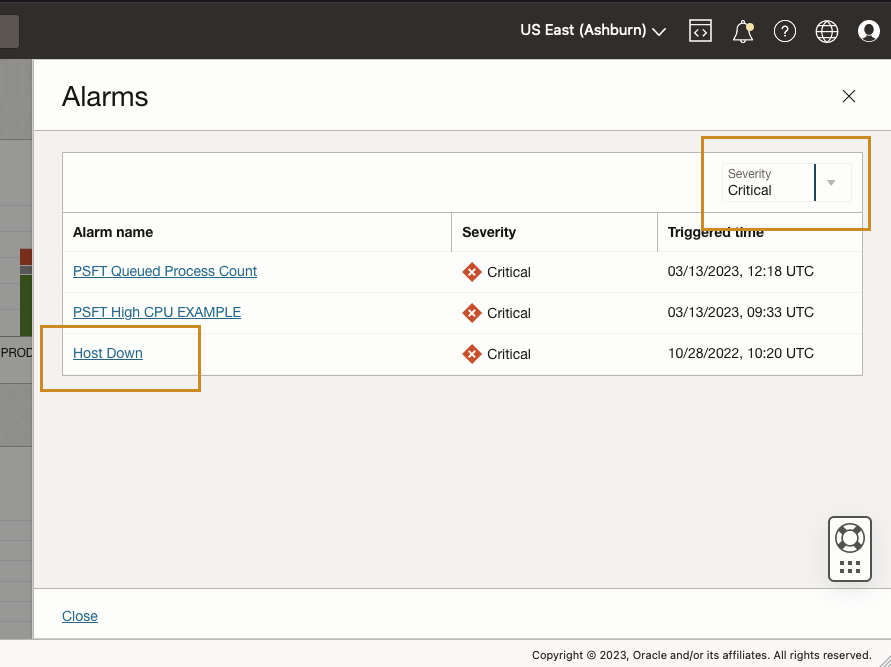 US East (Ashburn)
Alarms
Severity
Critical
Alarm name Severity Triggered time
PSFT Queued Process Count Critical 03/13/2023, 12:18 UTC
PSFT High CPU EXAMPLE Critical 03/13/2023, 09:33 UTC
PROD
Host Down Critical 10/28/2022, 10:20 UTC
Close
Copyright © 2023, Oracle and/or its affiliates. All rights reserved.